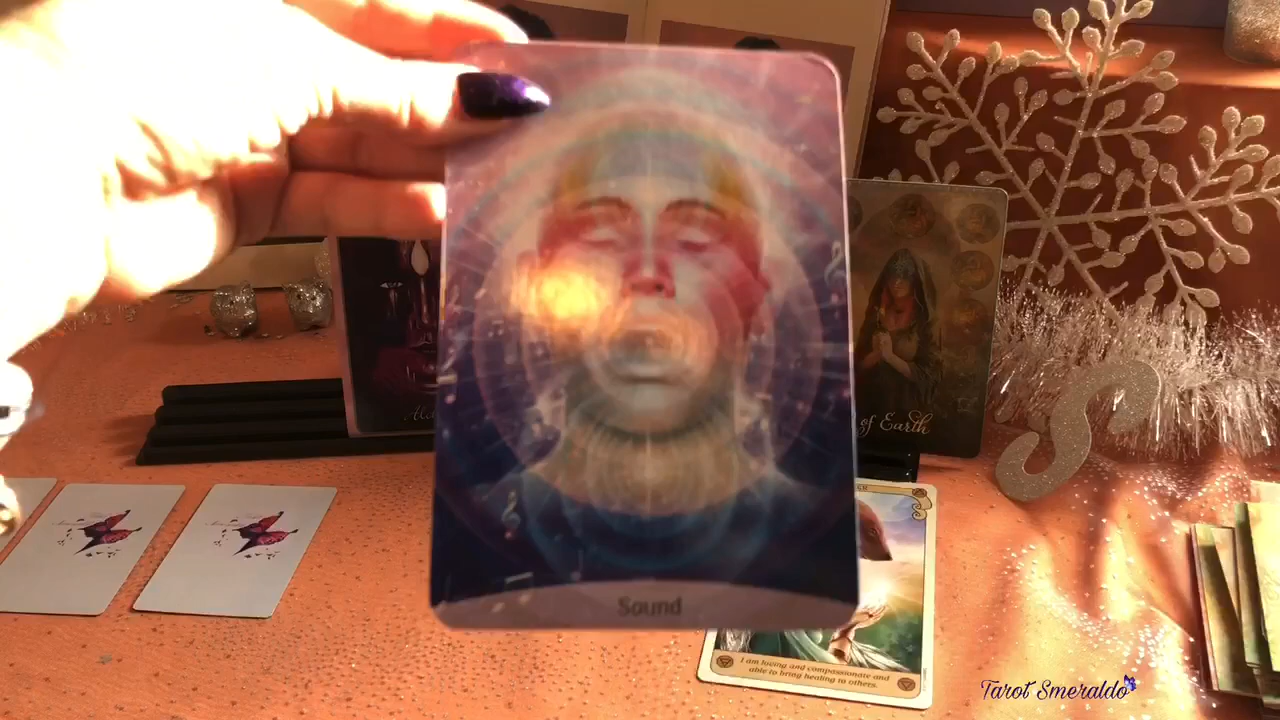 of Earth
Sound
I am loving and compassionate and
able to bring healing to others.
Tarot Smeraldo